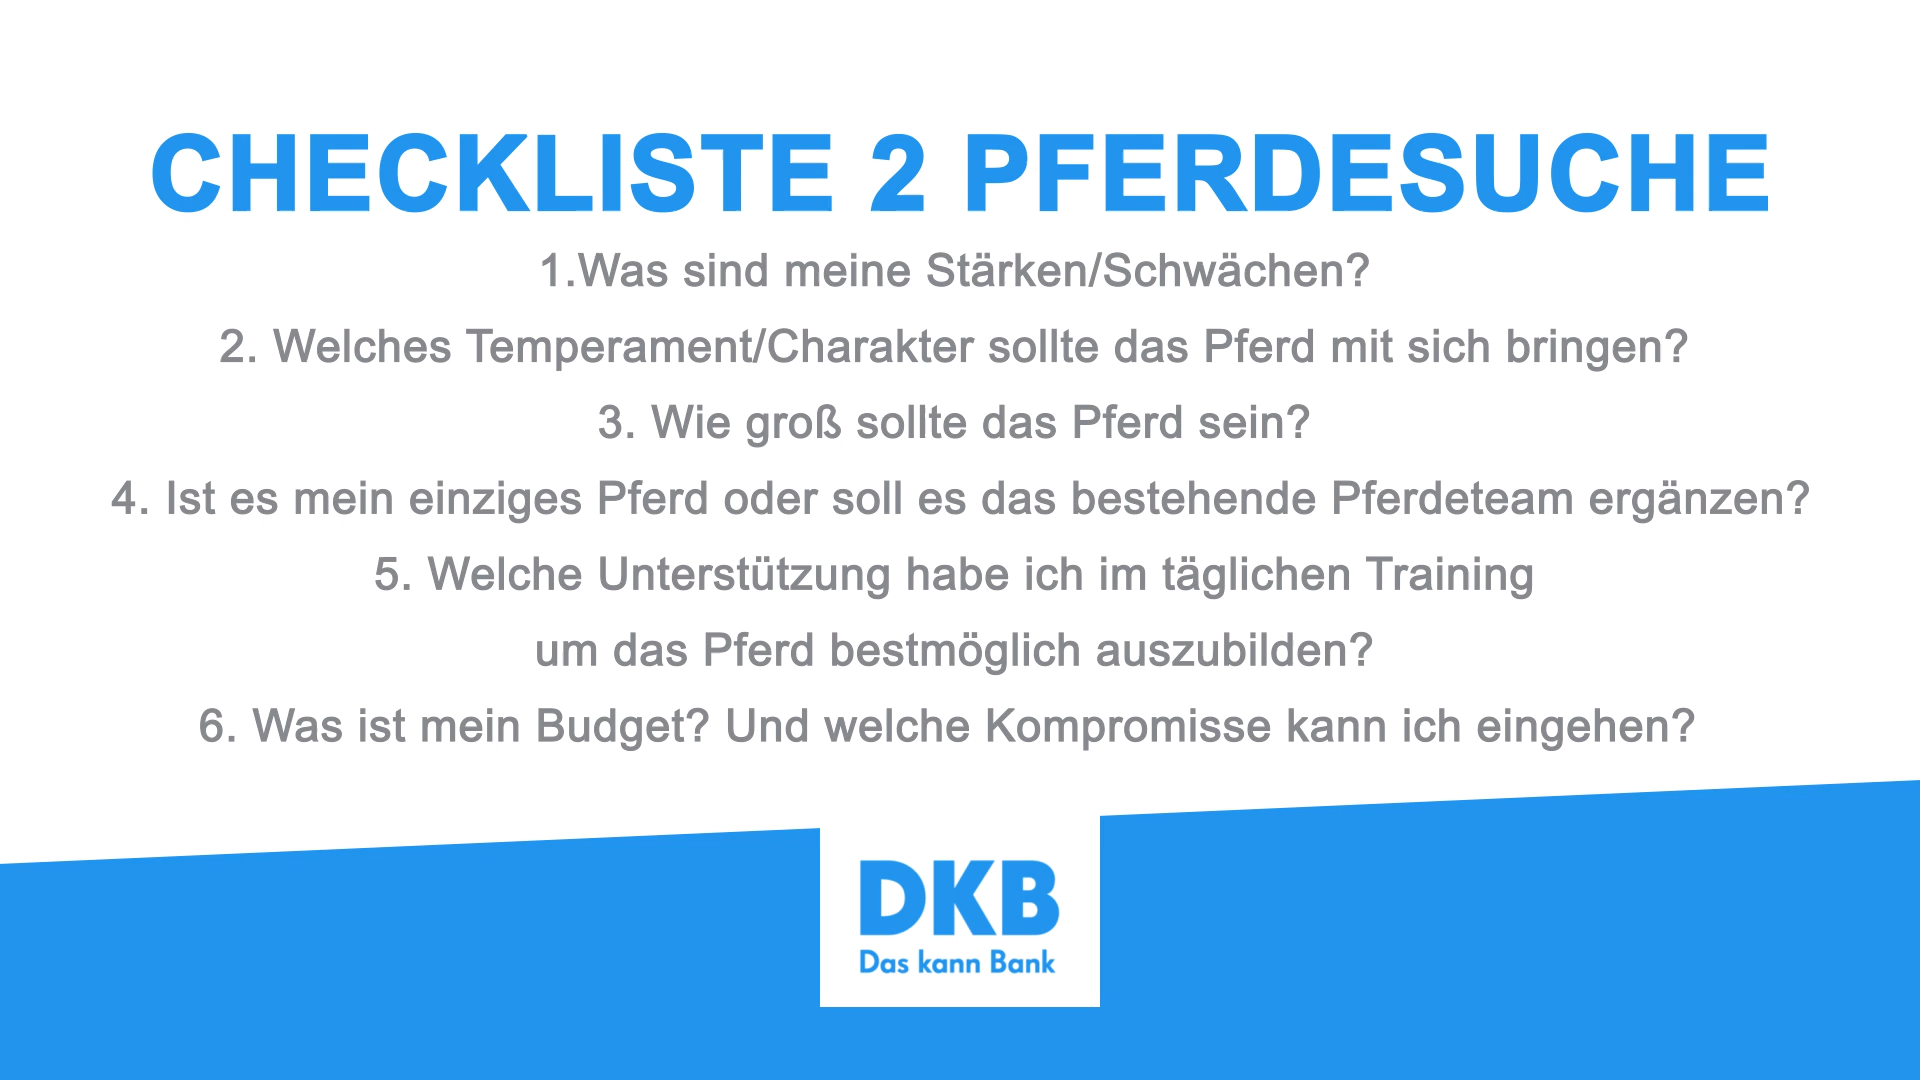 CHECKLISTE 2 PFERDESUCHE
1.Was sind meine Stärken/Schwächen?
2. Welches Temperament/Charakter sollte das Pferd mit sich bringen?
3. Wie groß sollte das Pferd sein?
4. Ist es mein einziges Pferd oder soll es das bestehende Pferdeteam ergänzen?
5. Welche Unterstützung habe ich im täglichen Training
um das Pferd bestmöglich auszubilden?
6. Was ist mein Budget? Und welche Kompromisse kann ich eingehen?
DKB
Das kann Bank